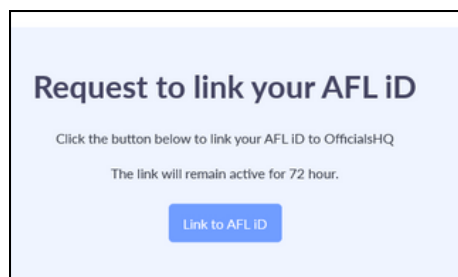 Request to link your AFL iD
Click the button below to link your AFL iD to OfficialsHQ
The link will remain active for 72 hour.
Link to AFL iD